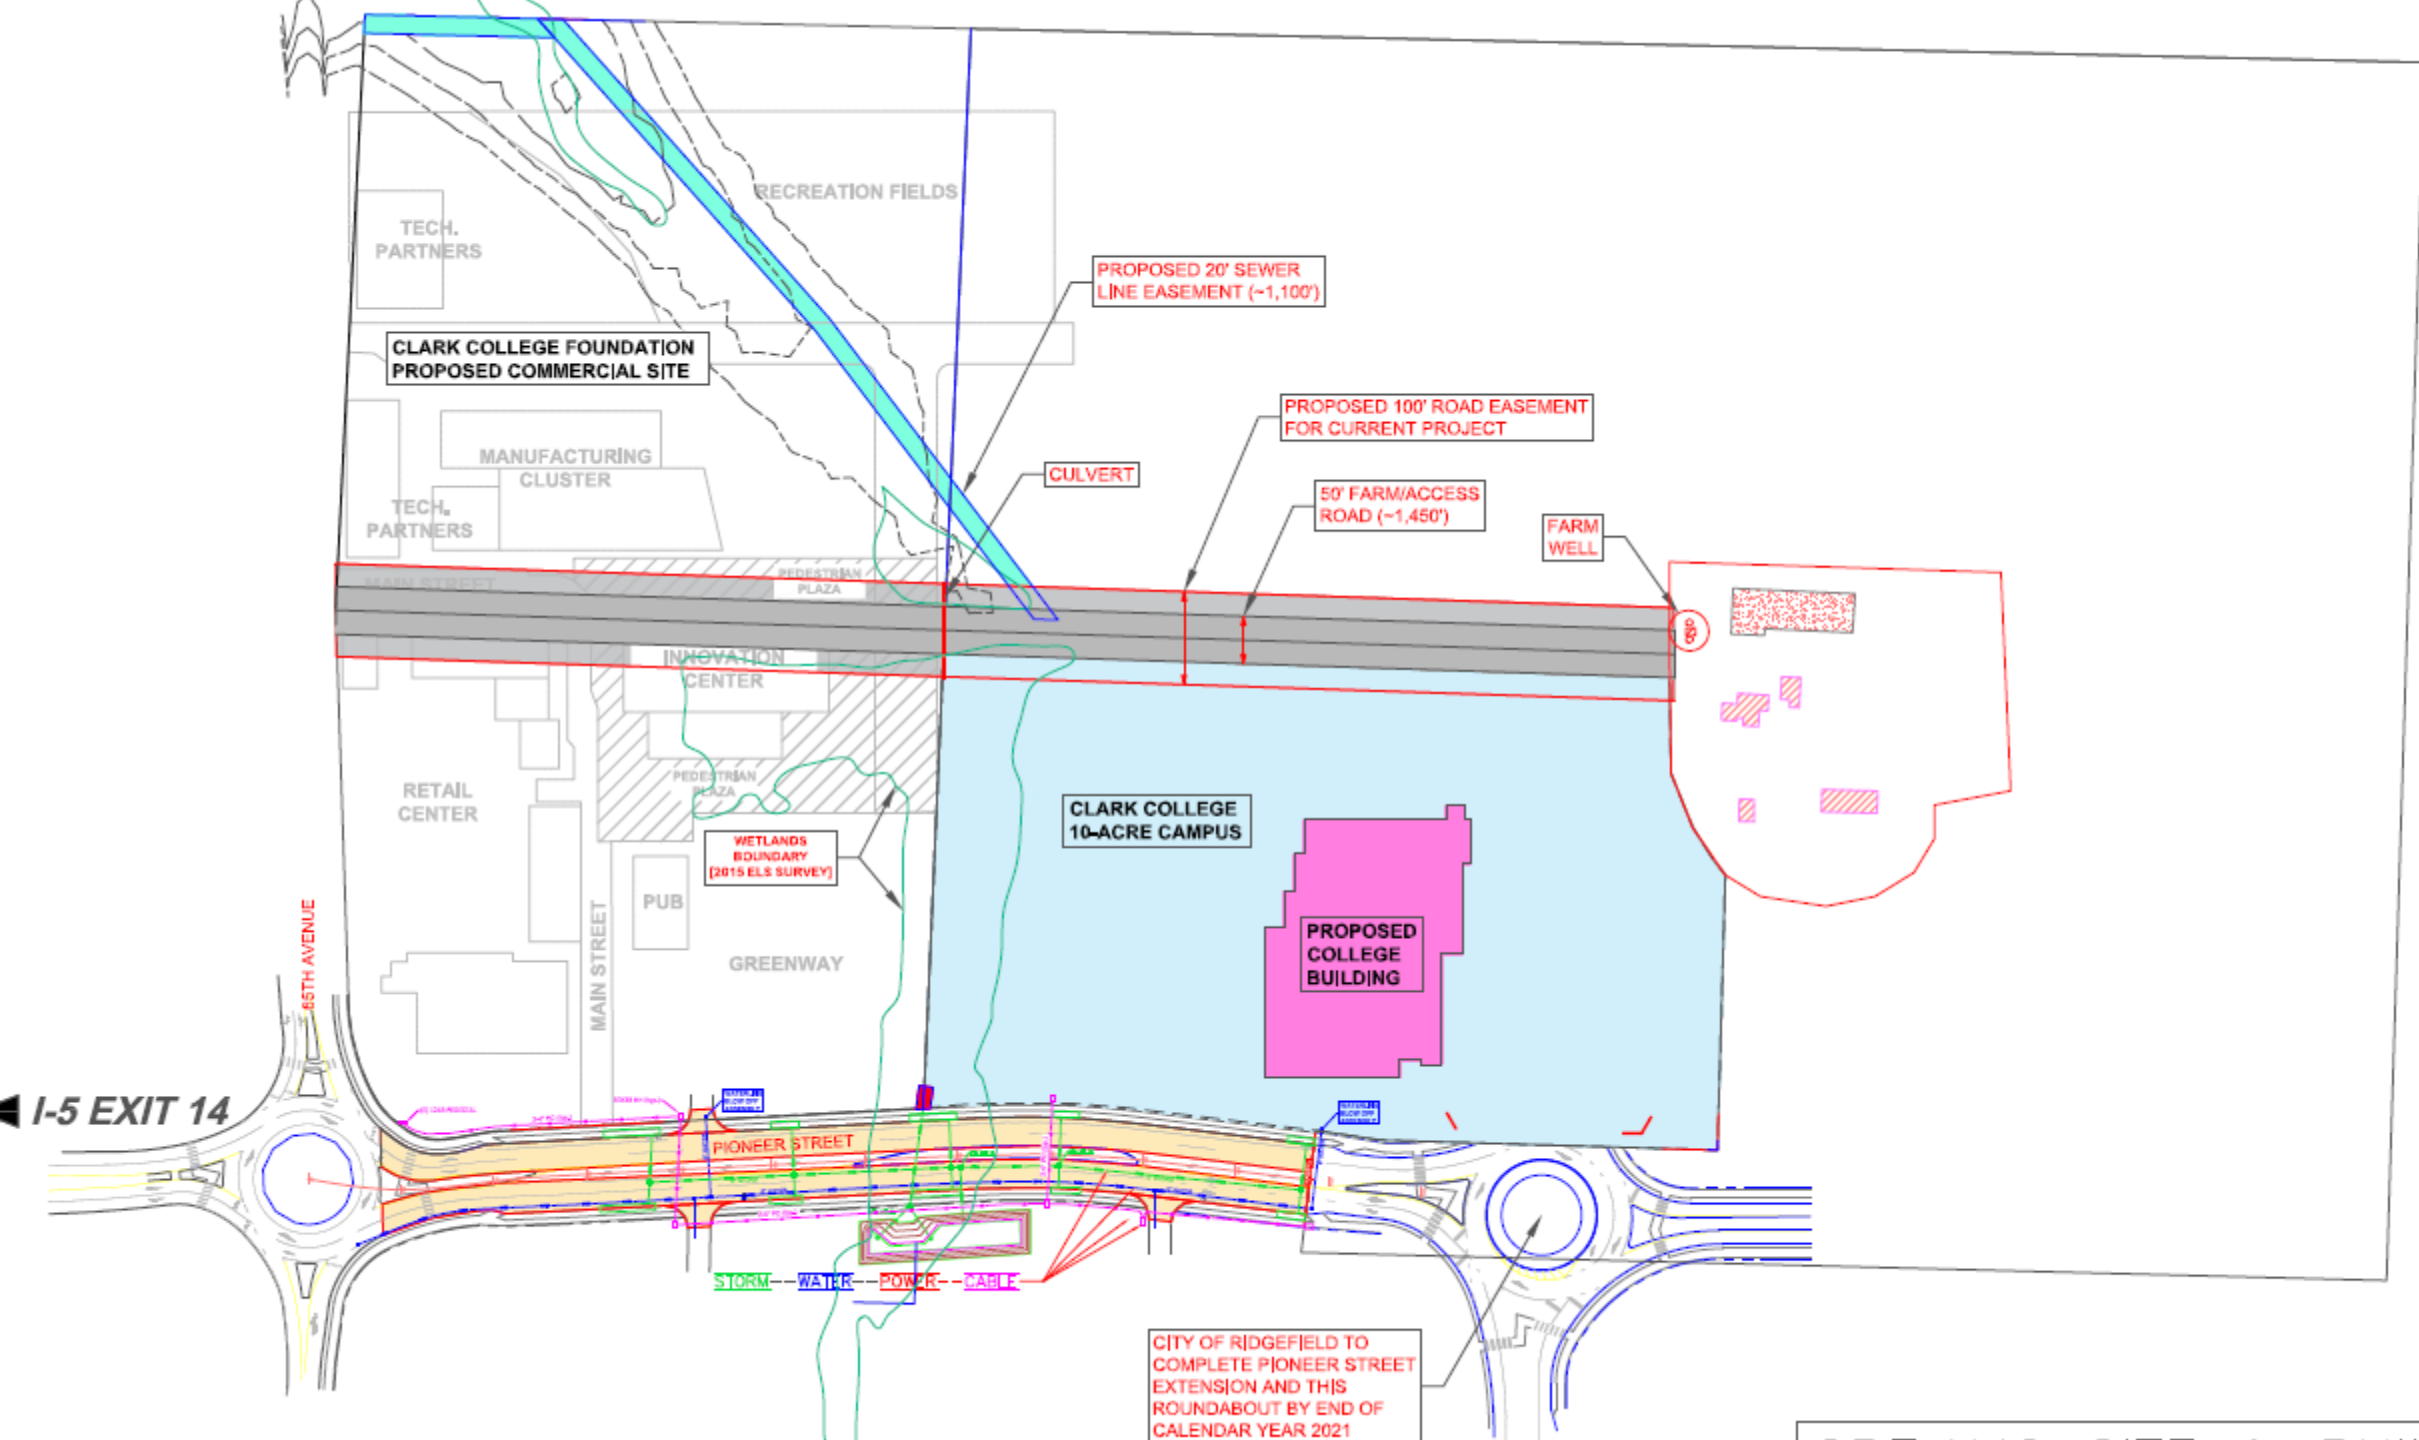 RECREATION FIELDS
TECH.
PARTNERS
PROPOSED 20' SEWER
LINE EASEMENT (~1,100')
CLARK COLLEGE FOUNDATION
PROPOSED COMMERCIAL SITE
PROPOSED 100' ROAD EASEMENT
FOR CURRENT PROJECT
MANUFACTURING
CLUSTER
CULVERT
50' FARM/ACCESS
ROAD (~1,450')
TECH.
PARTNERS
FARM
WELL
MAIN STREET
PEDESTRIAN
PLAZA
INNOVATION
CENTER
PEDESTRIAN
PLAZA
RETAIL
CENTER
CLARK COLLEGE
10-ACRE CAMPUS
WETLANDS
BOUNDARY
[2015 ELS SURVEY]
PUB
MAIN STREET
GREENWAY
PROPOSED
COLLEGE
BUILDING
65TH AVENUE
I-5 EXIT 14
PIONEER STREET
STORM--WATER--POWER--CABLE
CITY OF RIDGEFIELD TO
COMPLETE PIONEER STREET
EXTENSION AND THIS
ROUNDABOUT BY END OF
CALENDAR YEAR 2021